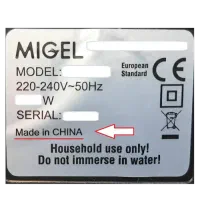 MIGEL
MODEL:
European
Standard
CE
220-240V~50Hz
W
SERIAL:
Made in CHINA
Household use only!
Do not immerse in water!